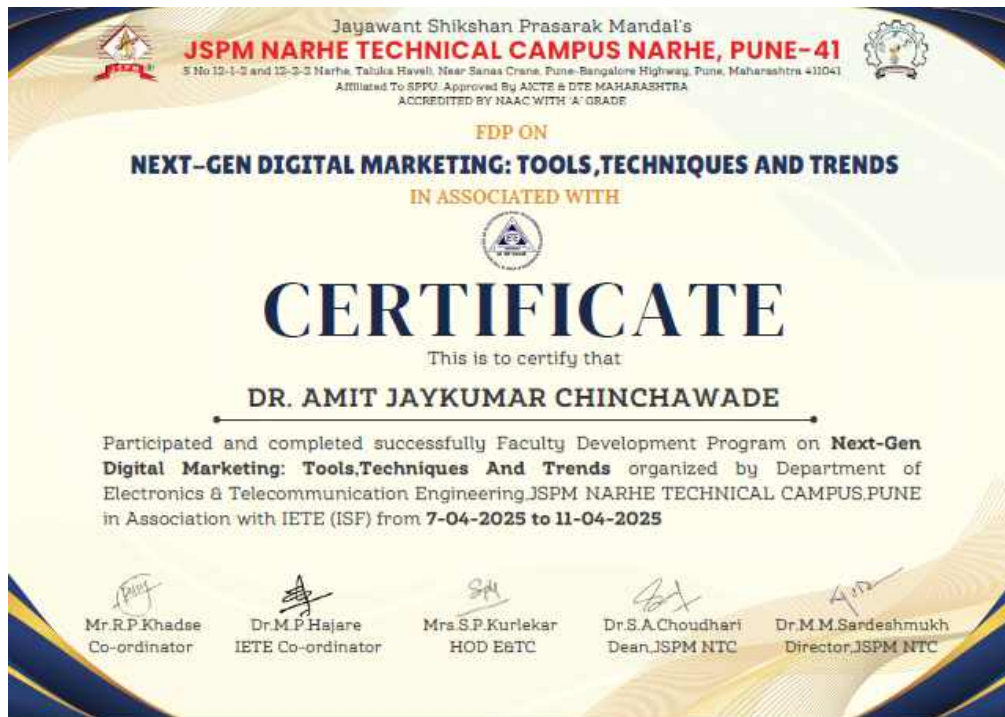 Jayawant Shikshan Prasarak Mandal's
JSPM NARHE TECHNICAL CAMPUS NARHE, PUNE-41
S No 12-1-2 and 12-2-2 Narhe, Taluka Haveli, Near Sanas Crane, Pune-Bangalore Highway, Pune, Maharashtra 411041
Affiliated To SPPU, Approved By AICTE & DTE MAHARASHTRA
ACCREDITED BY NAAC WITH 'A' GRADE
JSPM
FDP ON
NEXT-GEN DIGITAL MARKETING: TOOLS,TECHNIQUES AND TRENDS
IN ASSOCIATED WITH
CERTIFICATE
This is to certify that
DR. AMIT JAYKUMAR CHINCHAWADE
Participated and completed successfully Faculty Development Program on Next-Gen
Digital Marketing: Tools,Techniques And Trends organized by Department of
Electronics & Telecommunication Engineering,JSPM NARHE TECHNICAL CAMPUS,PUNE
in Association with IETE (ISF) from 7-04-2025 to 11-04-2025
Mr.R.P.Khadse Dr.M.P.Hajare Mrs.S.P.Kurlekar Dr.S.A.Choudhari Dr.M.M.Sardeshmukh
Co-ordinator IETE Co-ordinator HOD E&TC Dean,JSPM NTC Director,JSPM NTC